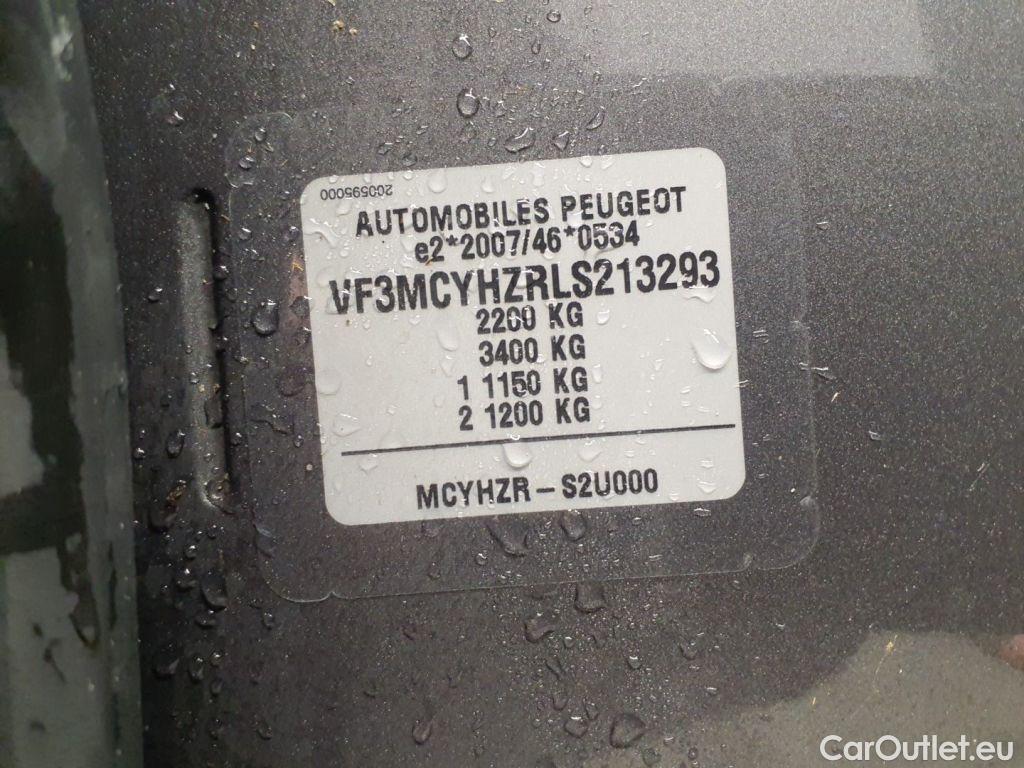 200595000
AUTOMOBILES PEUGEOT
e2*2007/46*0534
VF3MCYHZRLS213293
2200 KG
3400 KG
1 1150 KG
2 1200 KG
MCYHZR – S2U000
CarOutlet.eu